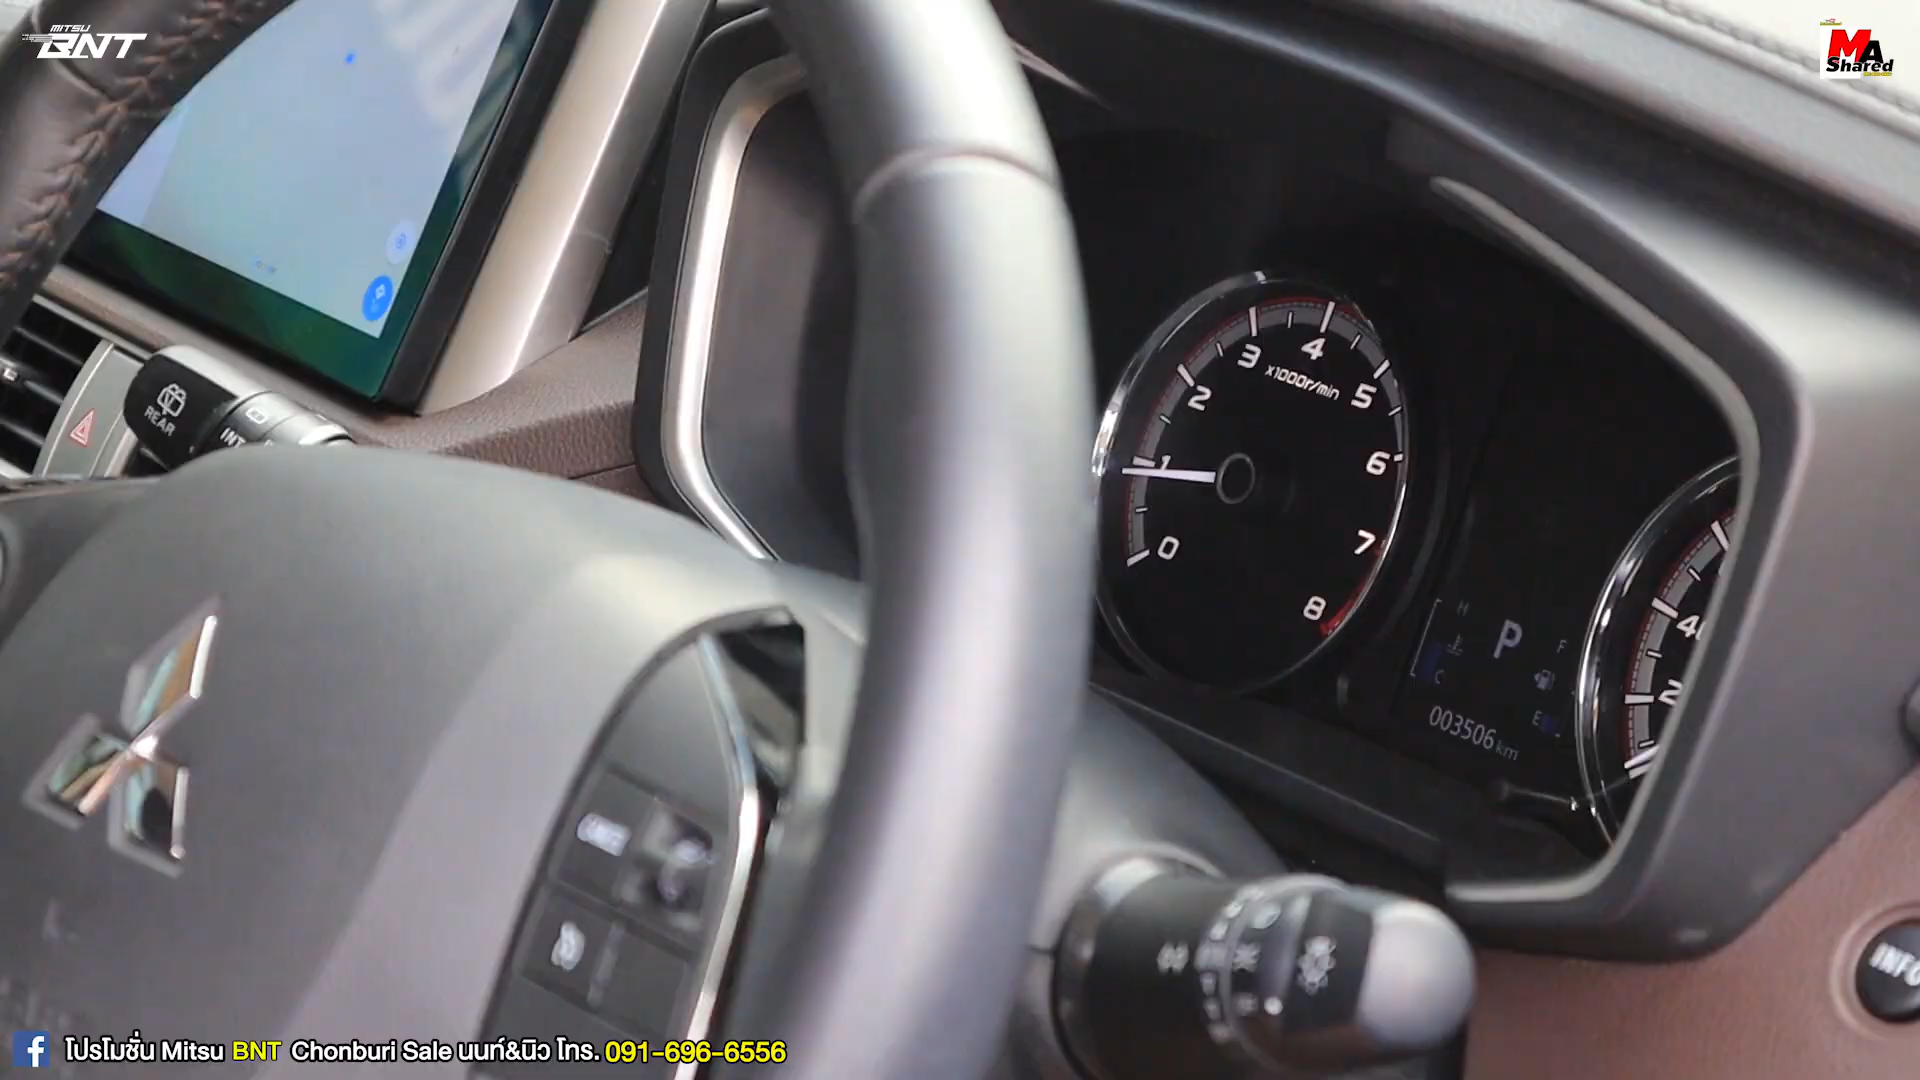 MITSU
BNT
MA
Shared
REAR
INT
0
1
2
3
4
5
6
7
8
x1000r/min
H
C
P
F
E
003506 km
2
INFO
โปรโมชั่น Mitsu BNT Chonburi Sale นนท์&นิว โทร. 091-696-6556